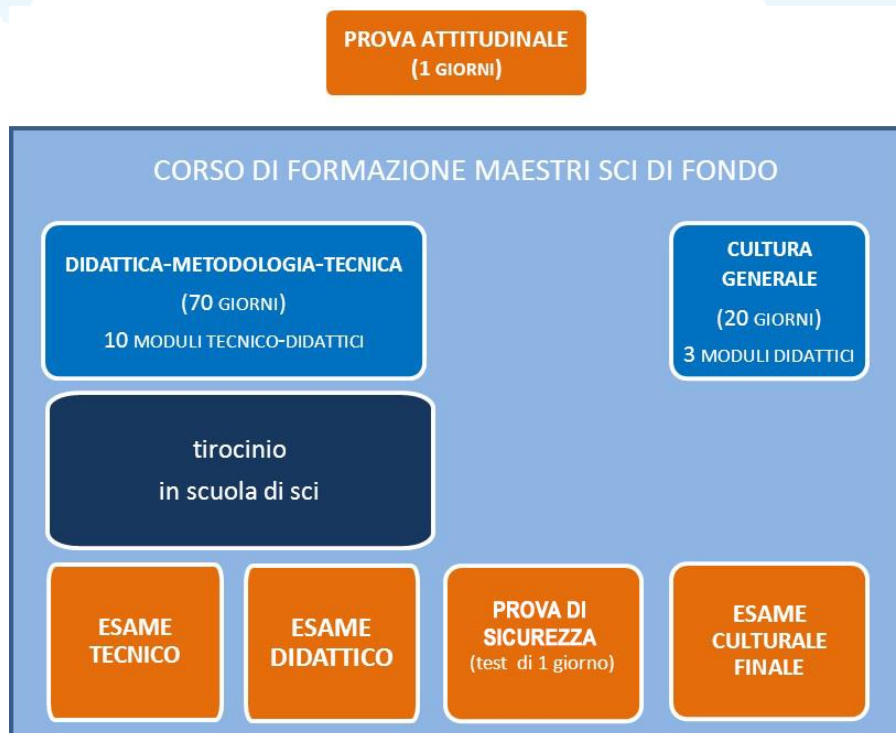 PROVA ATTITUDINALE
(1 GIORNI)
CORSO DI FORMAZIONE MAESTRI SCI DI FONDO
DIDATTICA-METODOLOGIA-TECNICA
(70 GIORNI)
10 MODULI TECNICO-DIDATTICI
CULTURA
GENERALE
(20 GIORNI)
3 MODULI DIDATTICI
tirocinio
in scuola di sci
ESAME
TECNICO
ESAME
DIDATTICO
PROVA DI
SICUREZZA
(test di 1 giorno)
ESAME
CULTURALE
FINALE